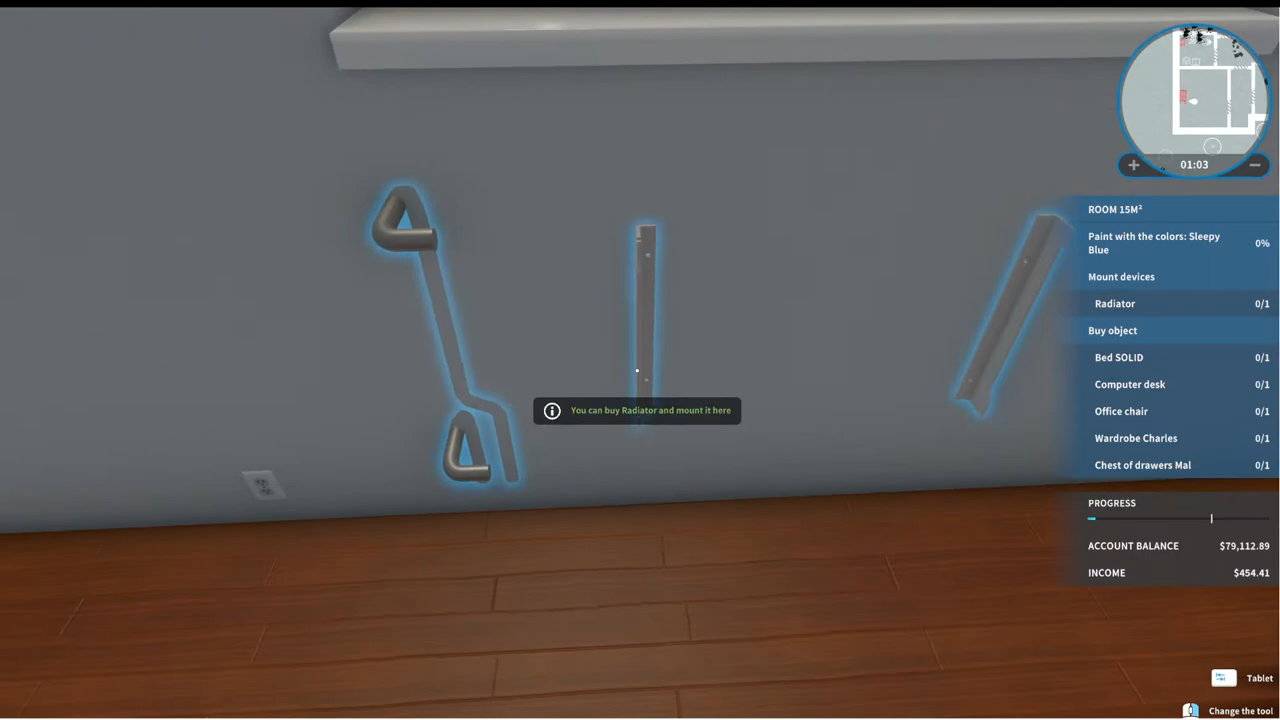 01:03
ROOM 15M²
Paint with the colors: Sleepy
Blue 0%
Mount devices
Radiator 0/1
Buy object
Bed SOLID 0/1
Computer desk 0/1
Office chair 0/1
Wardrobe Charles 0/1
Chest of drawers Mal 0/1
You can buy Radiator and mount it here
PROGRESS
ACCOUNT BALANCE $79,112.89
INCOME $454.41
Tablet
Change the tool